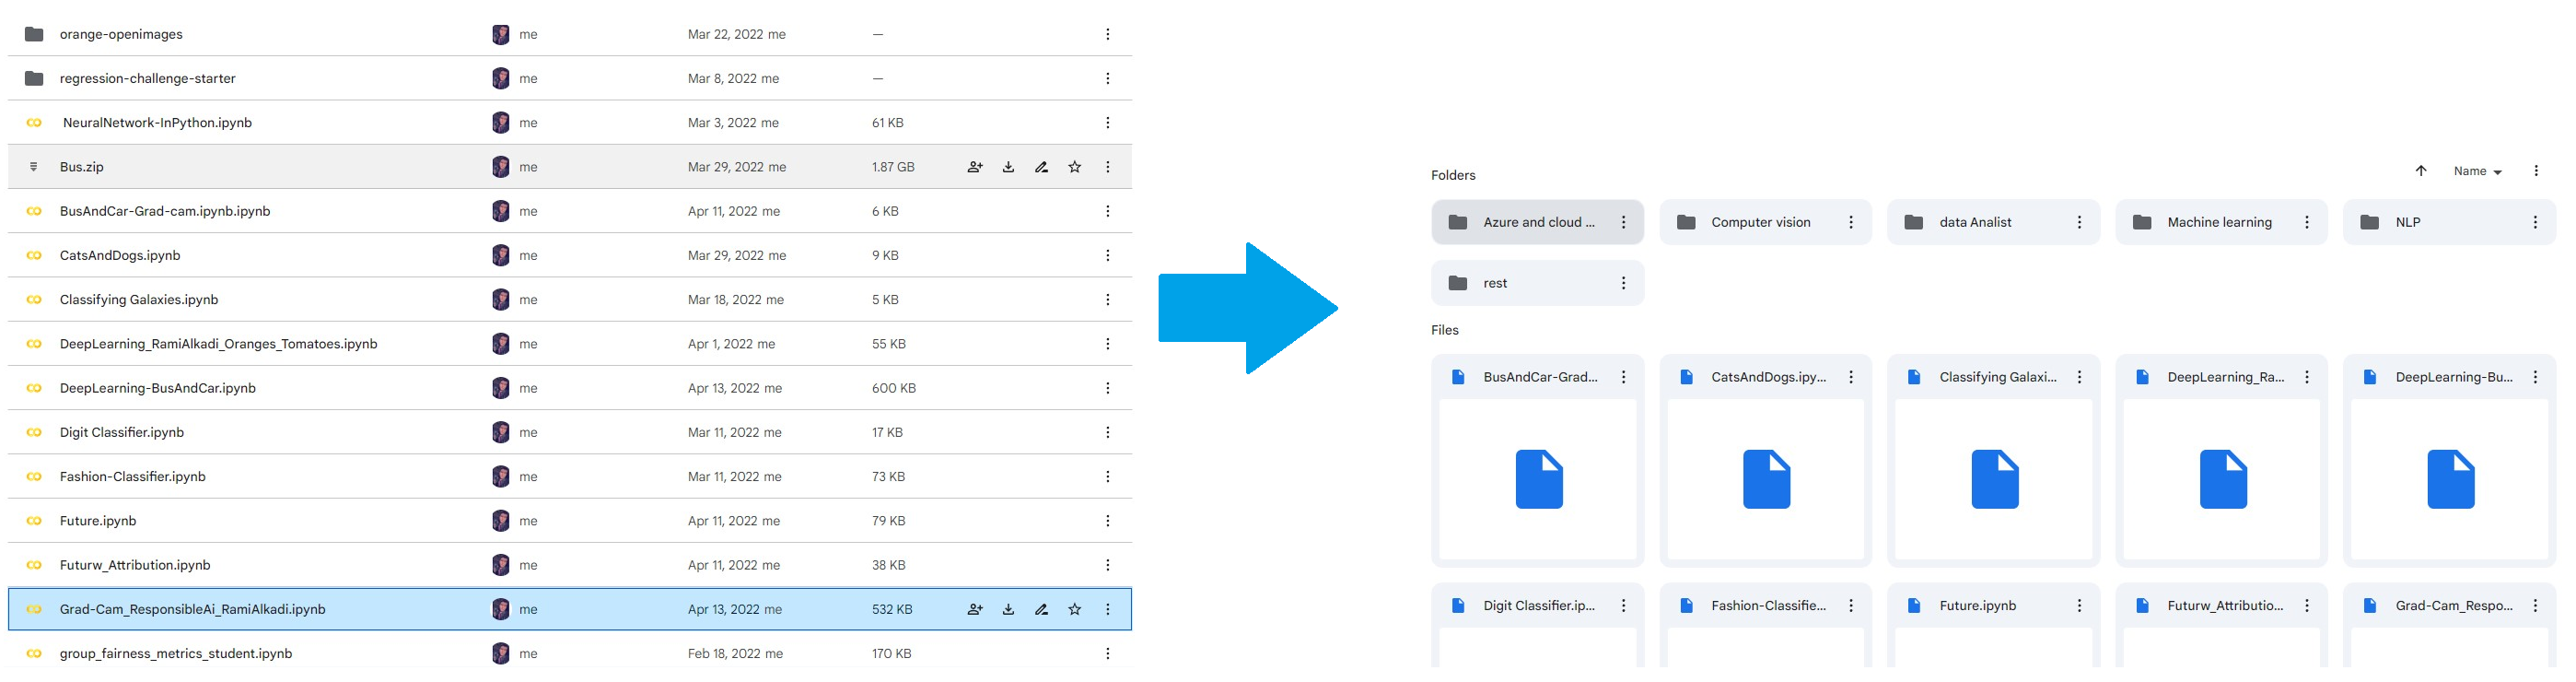 orange-openimages me Mar 22, 2022 me —
regression-challenge-starter me Mar 8, 2022 me —
NeuralNetwork-InPython.ipynb me Mar 3, 2022 me 61 KB
Bus.zip me Mar 29, 2022 me 1.87 GB
BusAndCar-Grad-cam.ipynb.ipynb me Apr 11, 2022 me 6 KB
CatsAndDogs.ipynb me Mar 29, 2022 me 9 KB
Classifying Galaxies.ipynb me Mar 18, 2022 me 5 KB
DeepLearning_RamiAlkadi_Oranges_Tomatoes.ipynb me Apr 1, 2022 me 55 KB
DeepLearning-BusAndCar.ipynb me Apr 13, 2022 me 600 KB
Digit Classifier.ipynb me Mar 11, 2022 me 17 KB
Fashion-Classifier.ipynb me Mar 11, 2022 me 73 KB
Future.ipynb me Apr 11, 2022 me 79 KB
Futurw_Attribution.ipynb me Apr 11, 2022 me 38 KB
Grad-Cam_ResponsibleAi_RamiAlkadi.ipynb me Apr 13, 2022 me 532 KB
group_fairness_metrics_student.ipynb me Feb 18, 2022 me 170 KB
Folders Name
Azure and cloud ... Computer vision data Analist Machine learning NLP
rest
Files
BusAndCar-Grad... CatsAndDogs.ipy... Classifying Galaxi... DeepLearning_Ra... DeepLearning-Bu...
Digit Classifier.ip... Fashion-Classifie... Future.ipynb Futurw_Attributio... Grad-Cam_Respo...